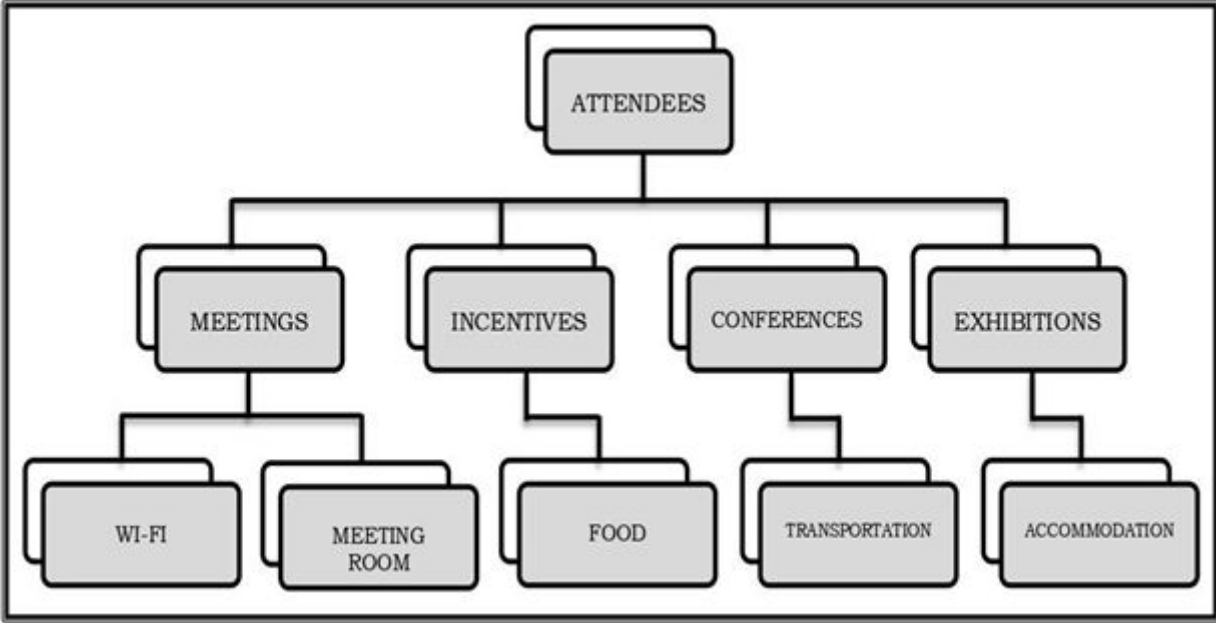 ATTENDEES
MEETINGS
INCENTIVES
CONFERENCES
EXHIBITIONS
WI-FI
MEETING
ROOM
FOOD
TRANSPORTATION
ACCOMMODATION